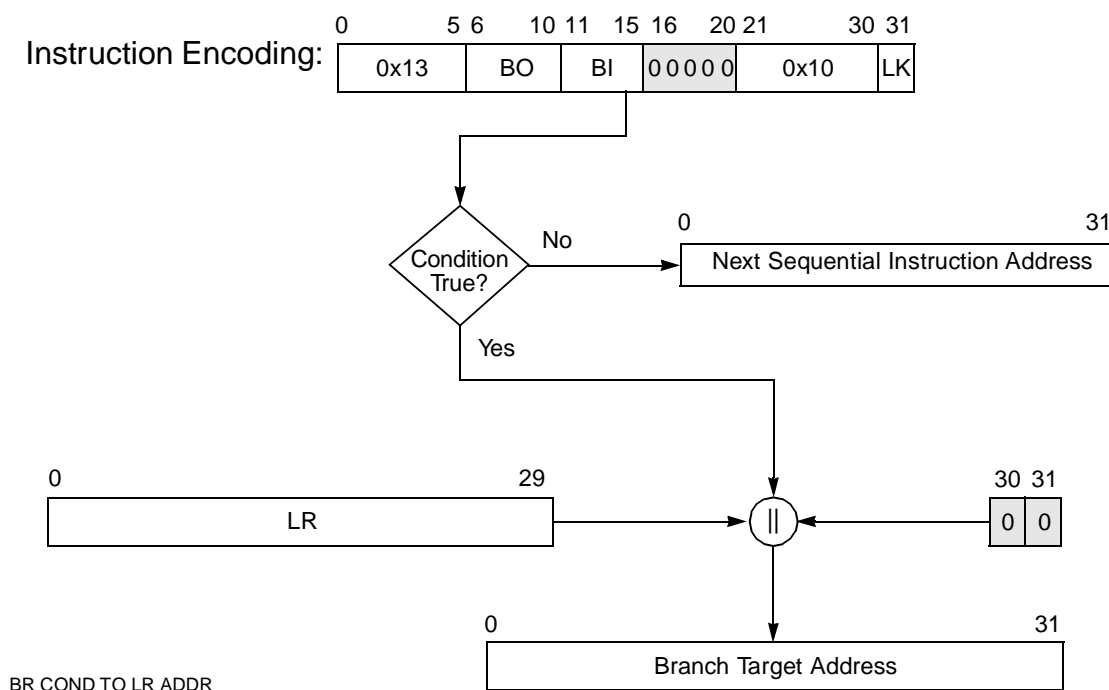 0 5 6 10 11 15 16 20 21 30 31
Instruction Encoding: 0x13 BO BI 0 0 0 0 0 0x10 LK
0 31
Condition True?
No
Next Sequential Instruction Address
Yes
0 29 30 31
LR || 0 0
0 31
Branch Target Address
BR COND TO LR ADDR